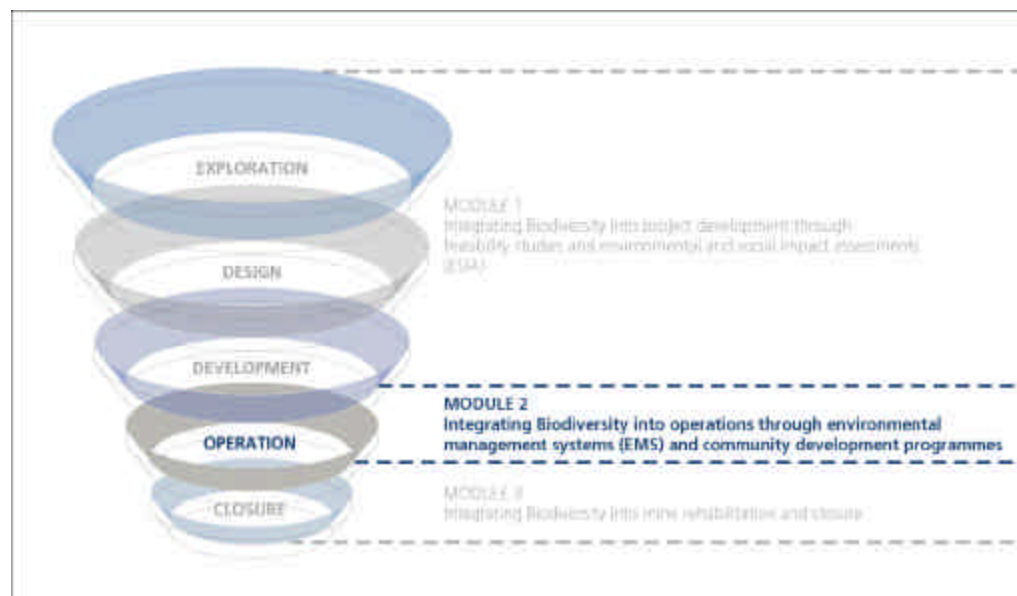 EXPLORATION
DESIGN
DEVELOPMENT
OPERATION
CLOSURE
MODULE 1
Integrating Biodiversity into project development through
feasibility studies and environmental and social impact assessments
(ESIA)
MODULE 2
Integrating Biodiversity into operations through environmental
management systems (EMS) and community development programmes
MODULE 3
Integrating Biodiversity into mine rehabilitation and closure